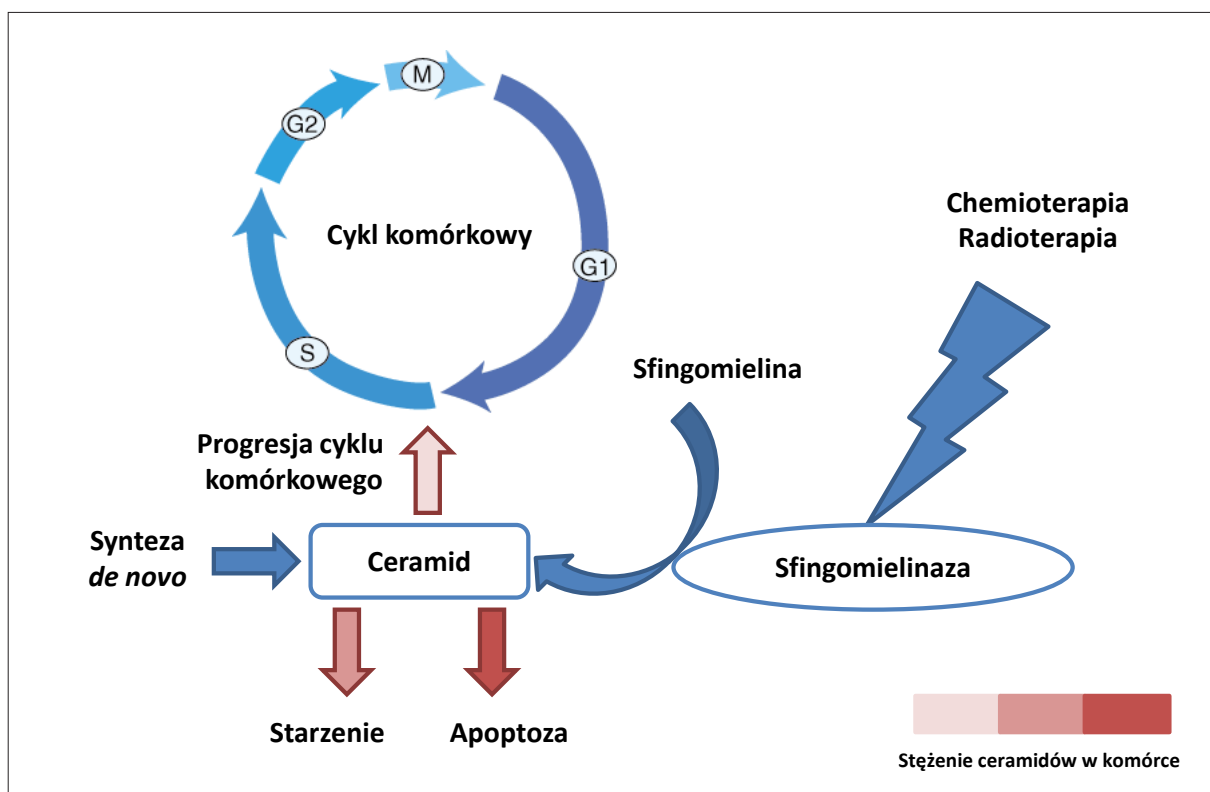 M
G2
Cykl komórkowy
G1
S
Chemioterapia
Radioterapia
Sfingomielina
Progresja cyklu
komórkowego
Synteza
de novo
Ceramid
Sfingomielinaza
Starzenie
Apoptoza
Stężenie ceramidów w komórce